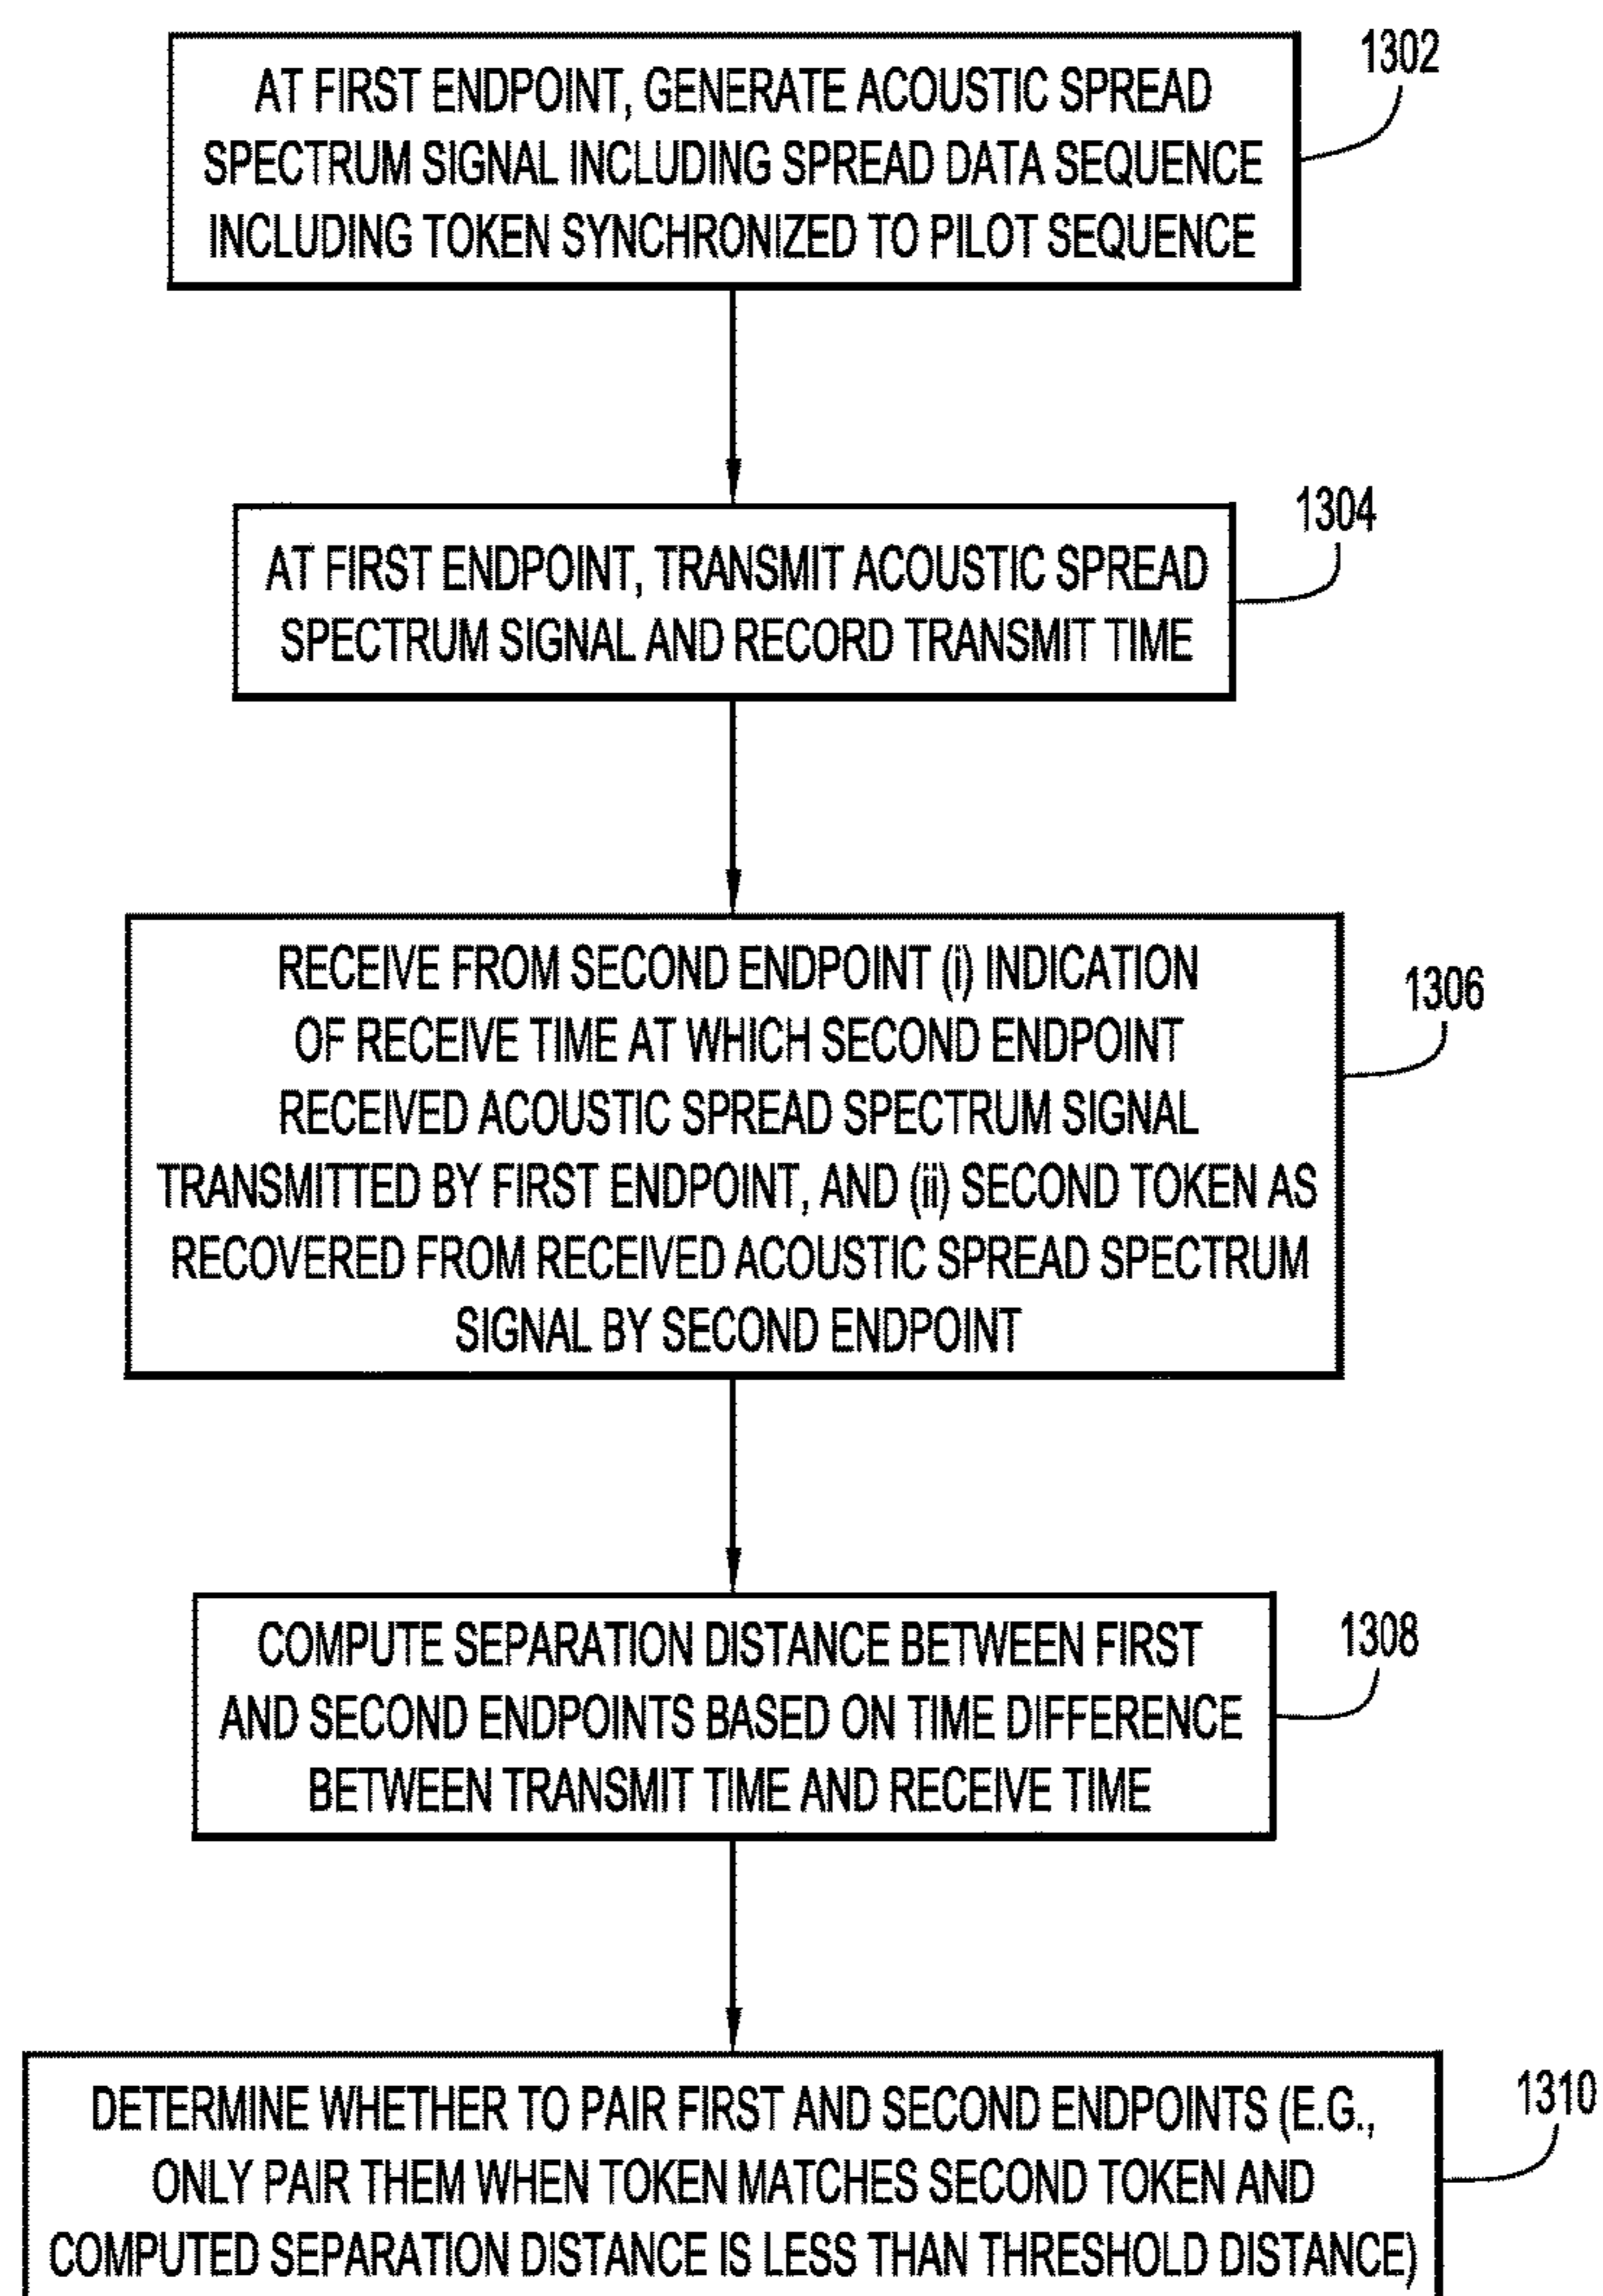 AT FIRST ENDPOINT, GENERATE ACOUSTIC SPREAD
SPECTRUM SIGNAL INCLUDING SPREAD DATA SEQUENCE
INCLUDING TOKEN SYNCHRONIZED TO PILOT SEQUENCE
1302
AT FIRST ENDPOINT, TRANSMIT ACOUSTIC SPREAD
SPECTRUM SIGNAL AND RECORD TRANSMIT TIME
1304
RECEIVE FROM SECOND ENDPOINT (i) INDICATION
OF RECEIVE TIME AT WHICH SECOND ENDPOINT
RECEIVED ACOUSTIC SPREAD SPECTRUM SIGNAL
TRANSMITTED BY FIRST ENDPOINT, AND (ii) SECOND TOKEN AS
RECOVERED FROM RECEIVED ACOUSTIC SPREAD SPECTRUM
SIGNAL BY SECOND ENDPOINT
1306
COMPUTE SEPARATION DISTANCE BETWEEN FIRST
AND SECOND ENDPOINTS BASED ON TIME DIFFERENCE
BETWEEN TRANSMIT TIME AND RECEIVE TIME
1308
DETERMINE WHETHER TO PAIR FIRST AND SECOND ENDPOINTS (E.G.,
ONLY PAIR THEM WHEN TOKEN MATCHES SECOND TOKEN AND
COMPUTED SEPARATION DISTANCE IS LESS THAN THRESHOLD DISTANCE)
1310